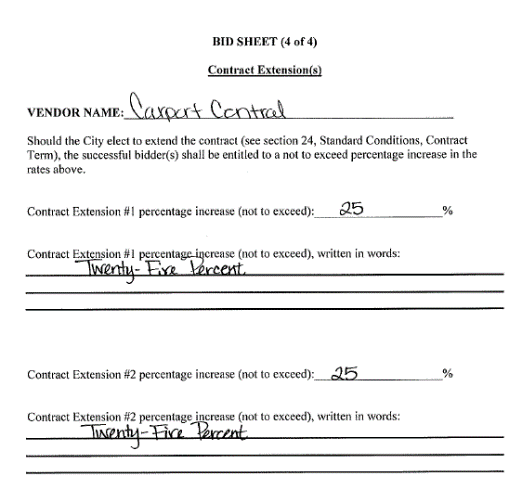 BID SHEET (4 of 4)
Contract Extension(s)
VENDOR NAME: Carport Central
Should the City elect to extend the contract (see section 24, Standard Conditions, Contract
Term), the successful bidder(s) shall be entitled to a not to exceed percentage increase in the
rates above.
Contract Extension #1 percentage increase (not to exceed): 25 %
Contract Extension #1 percentage increase (not to exceed), written in words:
Twenty-Five Percent
Contract Extension #2 percentage increase (not to exceed): 25 %
Contract Extension #2 percentage increase (not to exceed), written in words:
Twenty-Five Percent